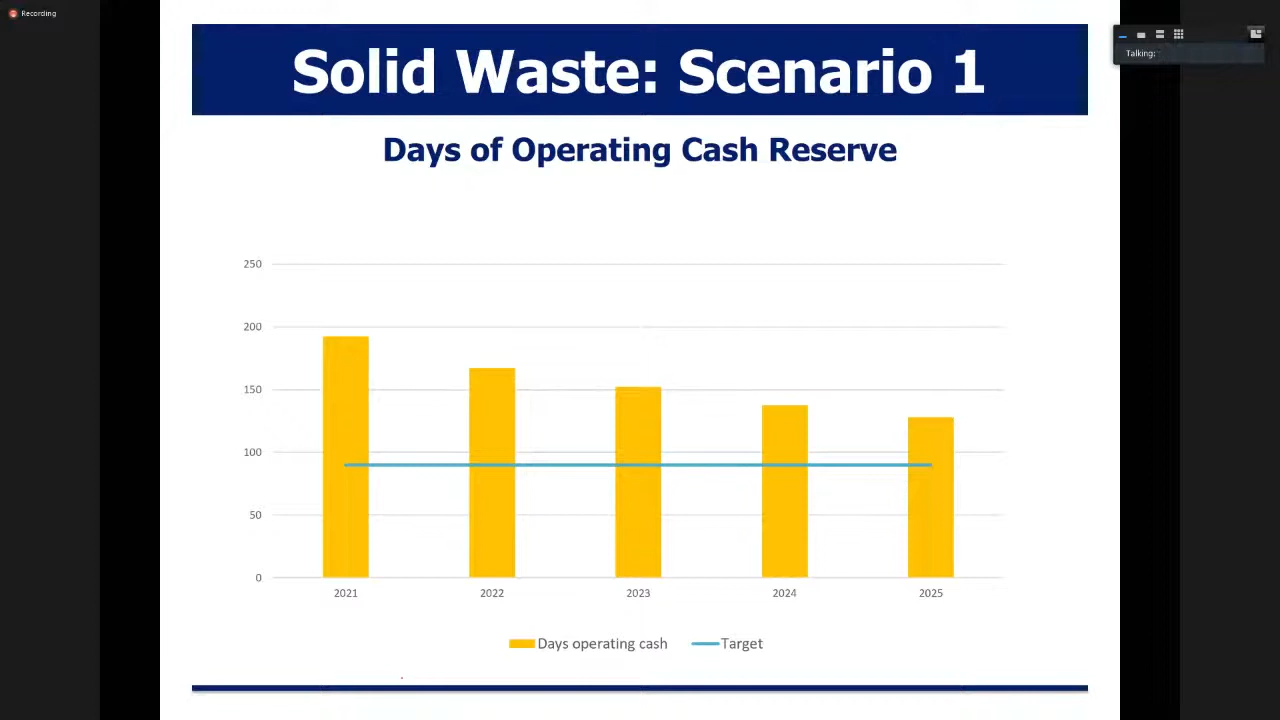 Recording
Solid Waste: Scenario 1
Talking:
Days of Operating Cash Reserve
250
200
150
100
50
0
2021 2022 2023 2024 2025
Days operating cash Target